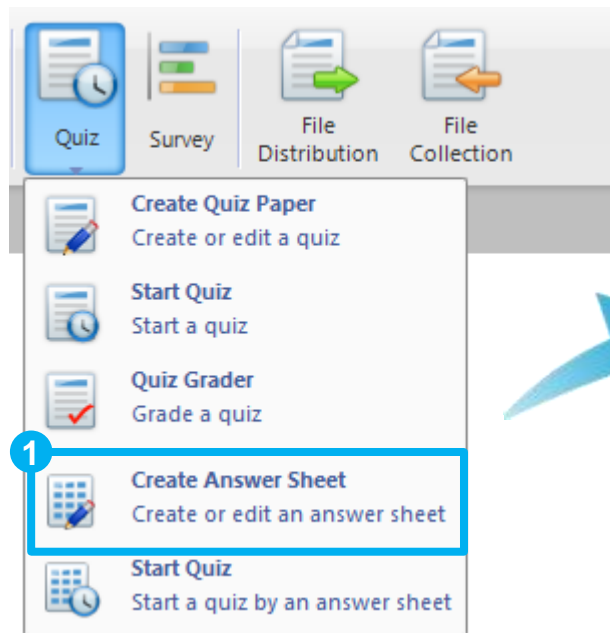 Quiz
Survey
File
Distribution
File
Collection
Create Quiz Paper
Create or edit a quiz
Start Quiz
Start a quiz
Quiz Grader
Grade a quiz
1
Create Answer Sheet
Create or edit an answer sheet
Start Quiz
Start a quiz by an answer sheet